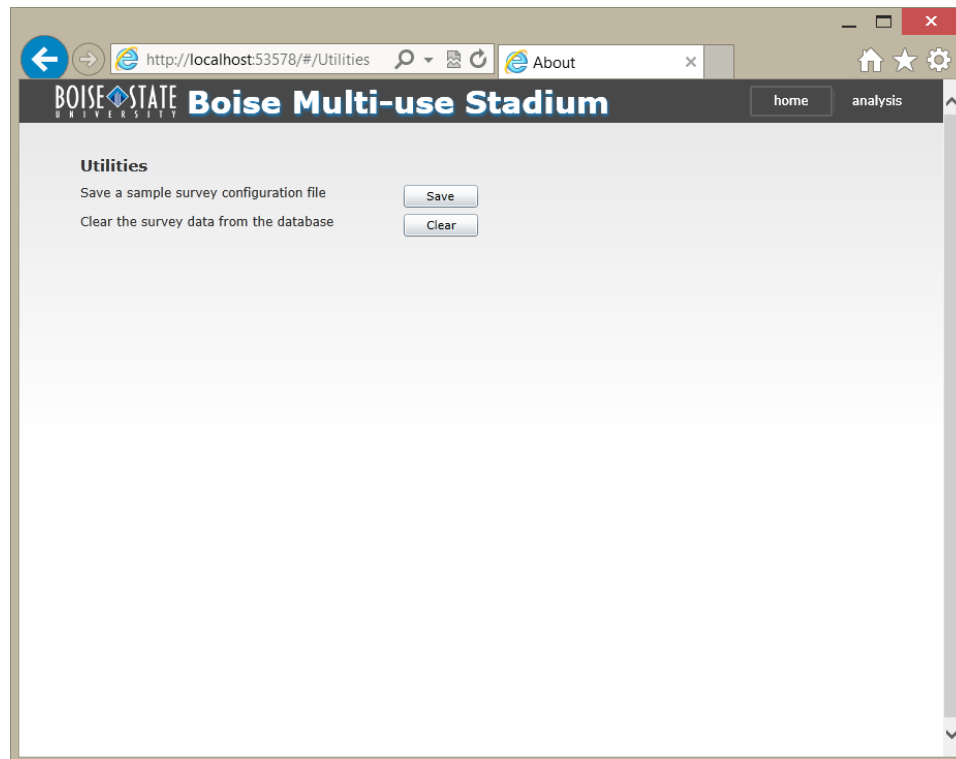 http://localhost:53578/#/Utilities
About
BOISE STATE
UNIVERSITY
Boise Multi-use Stadium
home
analysis
Utilities
Save a sample survey configuration file
Save
Clear the survey data from the database
Clear